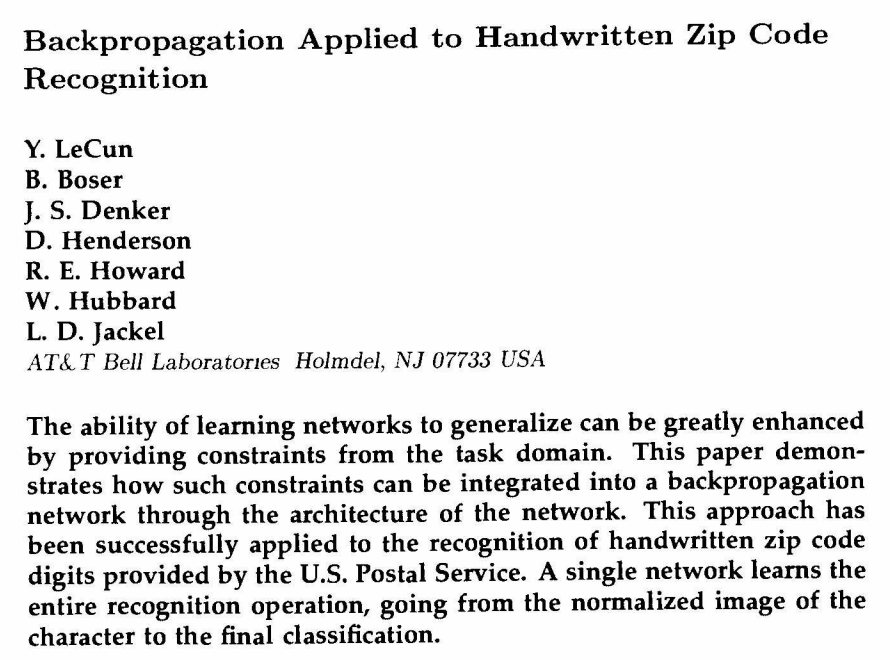 Backpropagation Applied to Handwritten Zip Code
Recognition
Y. LeCun
B. Boser
J. S. Denker
D. Henderson
R. E. Howard
W. Hubbard
L. D. Jackel
AT&T Bell Laboratories Holmdel, NJ 07733 USA
The ability of learning networks to generalize can be greatly enhanced
by providing constraints from the task domain. This paper demon-
strates how such constraints can be integrated into a backpropagation
network through the architecture of the network. This approach has
been successfully applied to the recognition of handwritten zip code
digits provided by the U.S. Postal Service. A single network learns the
entire recognition operation, going from the normalized image of the
character to the final classification.